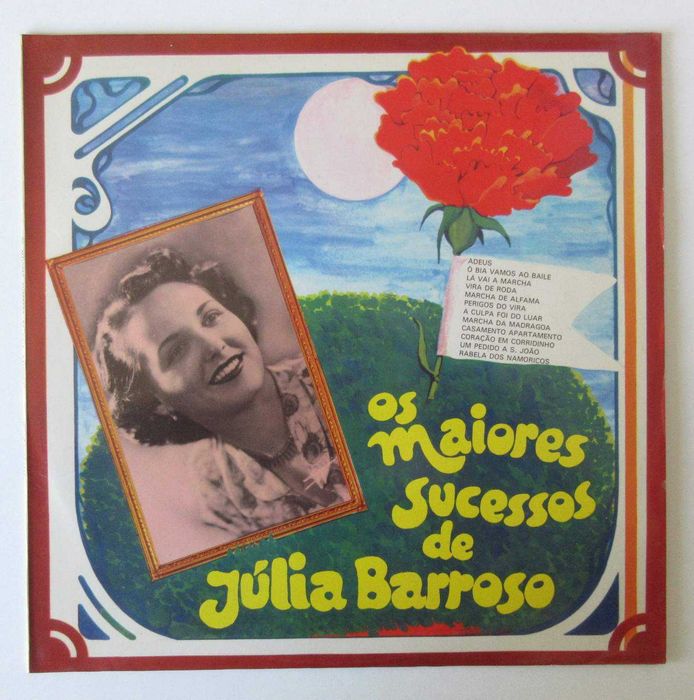 ADEUS
Ó BIA VAMOS AO BAILE
LÁ VAI A MARCHA
VIRA DE RODA
MARCHA DE ALFAMA
PERIGOS DO VIRA
A CULPA FOI DO LUAR
MARCHA DA MADRAGOA
CASAMENTO APARTAMENTO
CORAÇÃO EM CORRIDINHO
UM PEDIDO A S. JOÃO
RABELA DOS NAMORICOS
os
maiores
sucessos
de
Júlia Barroso